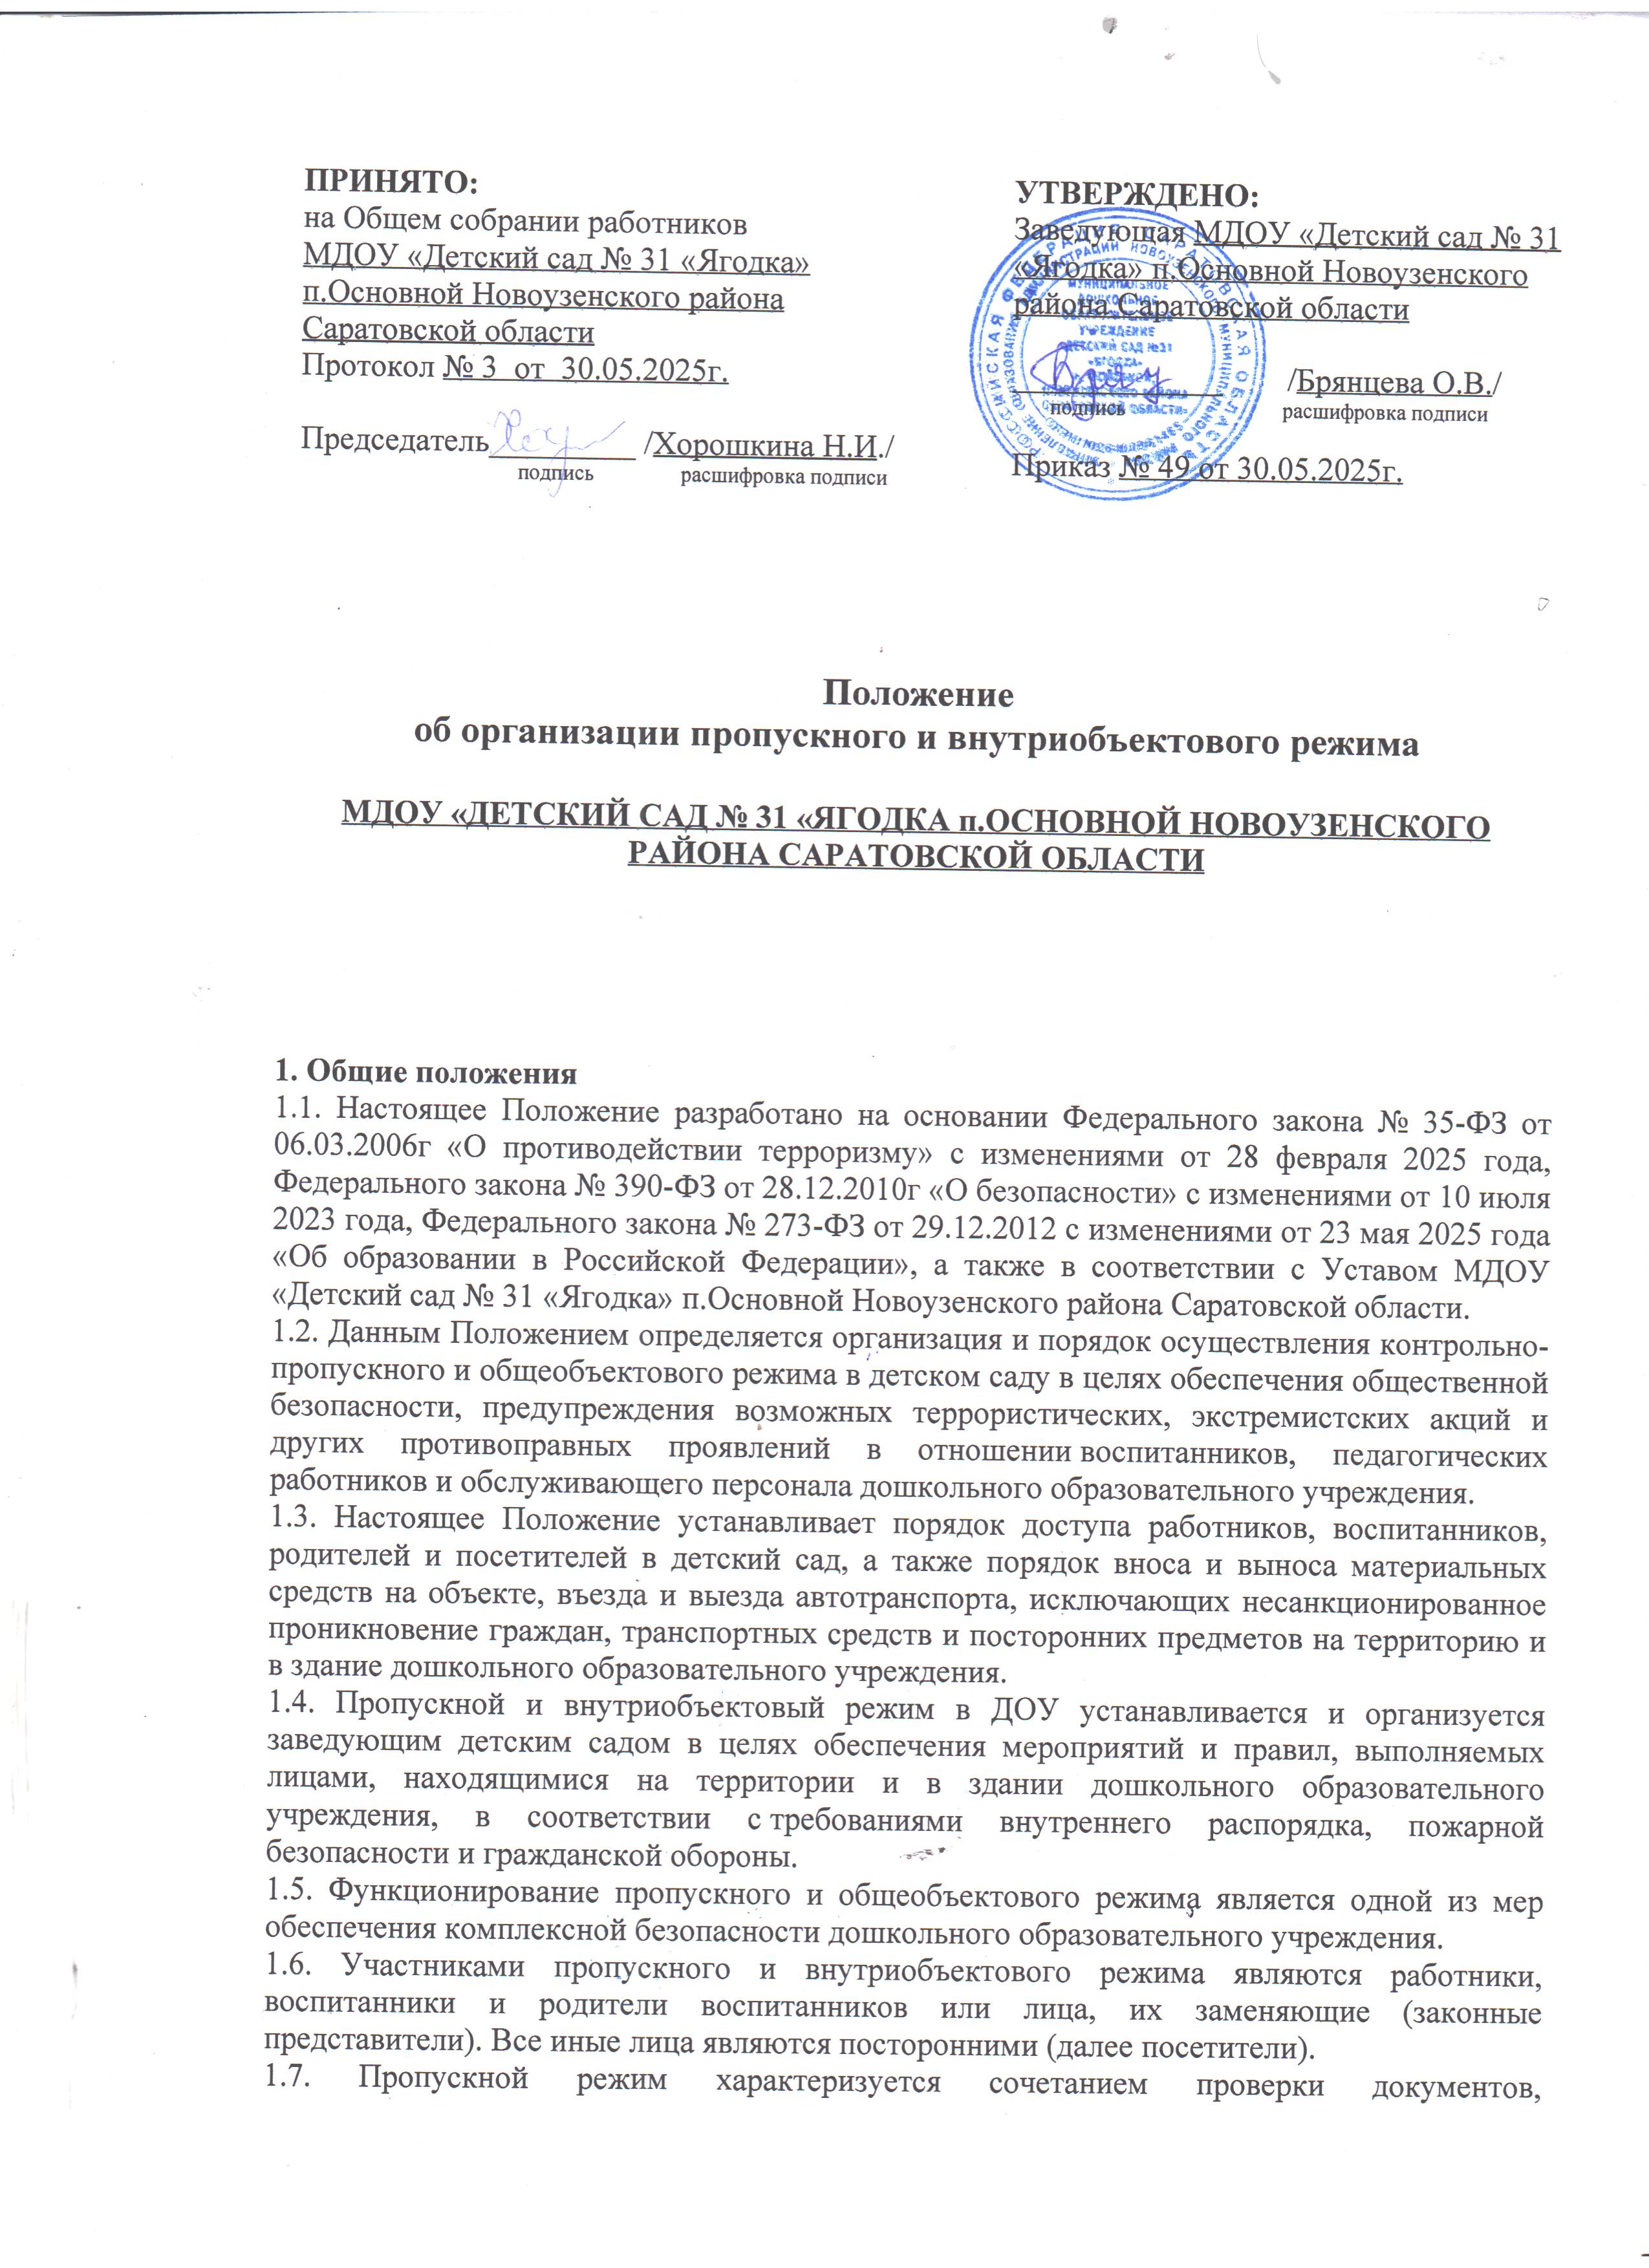 ПРИНЯТО:
на Общем собрании работников
МДОУ «Детский сад № 31 «Ягодка»
п.Основной Новоузенского района
Саратовской области
Протокол № 3 от 30.05.2025г.
Председатель__________ /Хорошкина Н.И./
подпись расшифровка подписи
УТВЕРЖДЕНО:
Заведующая МДОУ «Детский сад № 31
«Ягодка» п.Основной Новоузенского
района Саратовской области
/Брянцева О.В./
подпись расшифровка подписи
Приказ № 49 от 30.05.2025г.
Положение
об организации пропускного и внутриобъектового режима
МДОУ «ДЕТСКИЙ САД № 31 «ЯГОДКА п.ОСНОВНОЙ НОВОУЗЕНСКОГО
РАЙОНА САРАТОВСКОЙ ОБЛАСТИ
1. Общие положения
1.1. Настоящее Положение разработано на основании Федерального закона № 35-ФЗ от
06.03.2006г «О противодействии терроризму» с изменениями от 28 февраля 2025 года,
Федерального закона № 390-ФЗ от 28.12.2010г «О безопасности» с изменениями от 10 июля
2023 года, Федерального закона № 273-ФЗ от 29.12.2012 с изменениями от 23 мая 2025 года
«Об образовании в Российской Федерации», а также в соответствии с Уставом МДОУ
«Детский сад № 31 «Ягодка» п.Основной Новоузенского района Саратовской области.
1.2. Данным Положением определяется организация и порядок осуществления контрольно-
пропускного и общеобъектового режима в детском саду в целях обеспечения общественной
безопасности, предупреждения возможных террористических, экстремистских акций и
других противоправных проявлений в отношении воспитанников, педагогических
работников и обслуживающего персонала дошкольного образовательного учреждения.
1.3. Настоящее Положение устанавливает порядок доступа работников, воспитанников,
родителей и посетителей в детский сад, а также порядок вноса и выноса материальных
средств на объекте, въезда и выезда автотранспорта, исключающих несанкционированное
проникновение граждан, транспортных средств и посторонних предметов на территорию и
в здание дошкольного образовательного учреждения.
1.4. Пропускной и внутриобъектовый режим в ДОУ устанавливается и организуется
заведующим детским садом в целях обеспечения мероприятий и правил, выполняемых
лицами, находящимися на территории и в здании дошкольного образовательного
учреждения, в соответствии с требованиями внутреннего распорядка, пожарной
безопасности и гражданской обороны.
1.5. Функционирование пропускного и общеобъектового режима является одной из мер
обеспечения комплексной безопасности дошкольного образовательного учреждения.
1.6. Участниками пропускного и внутриобъектового режима являются работники,
воспитанники и родители воспитанников или лица, их заменяющие (законные
представители). Все иные лица являются посторонними (далее посетители).
1.7. Пропускной режим характеризуется сочетанием проверки документов,